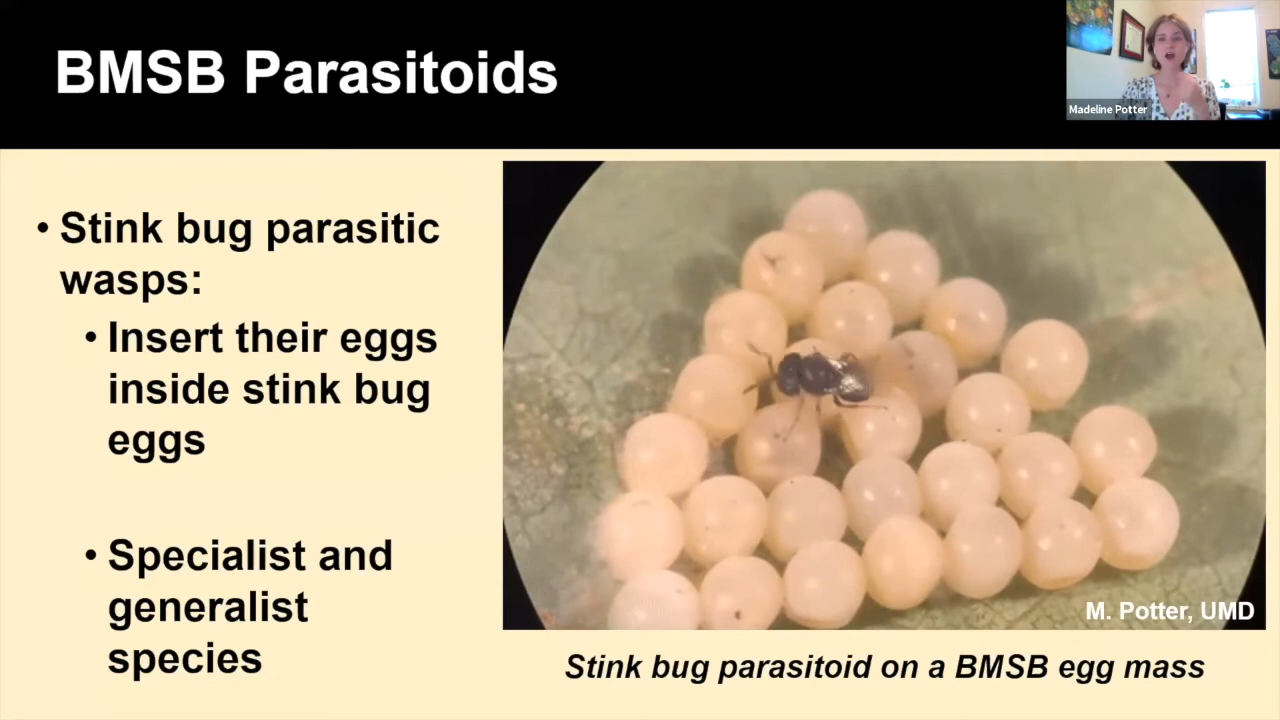 BMSB Parasitoids
Madeline Potter
• Stink bug parasitic
wasps:
• Insert their eggs
inside stink bug
eggs
• Specialist and
generalist
species
M. Potter, UMD
Stink bug parasitoid on a BMSB egg mass